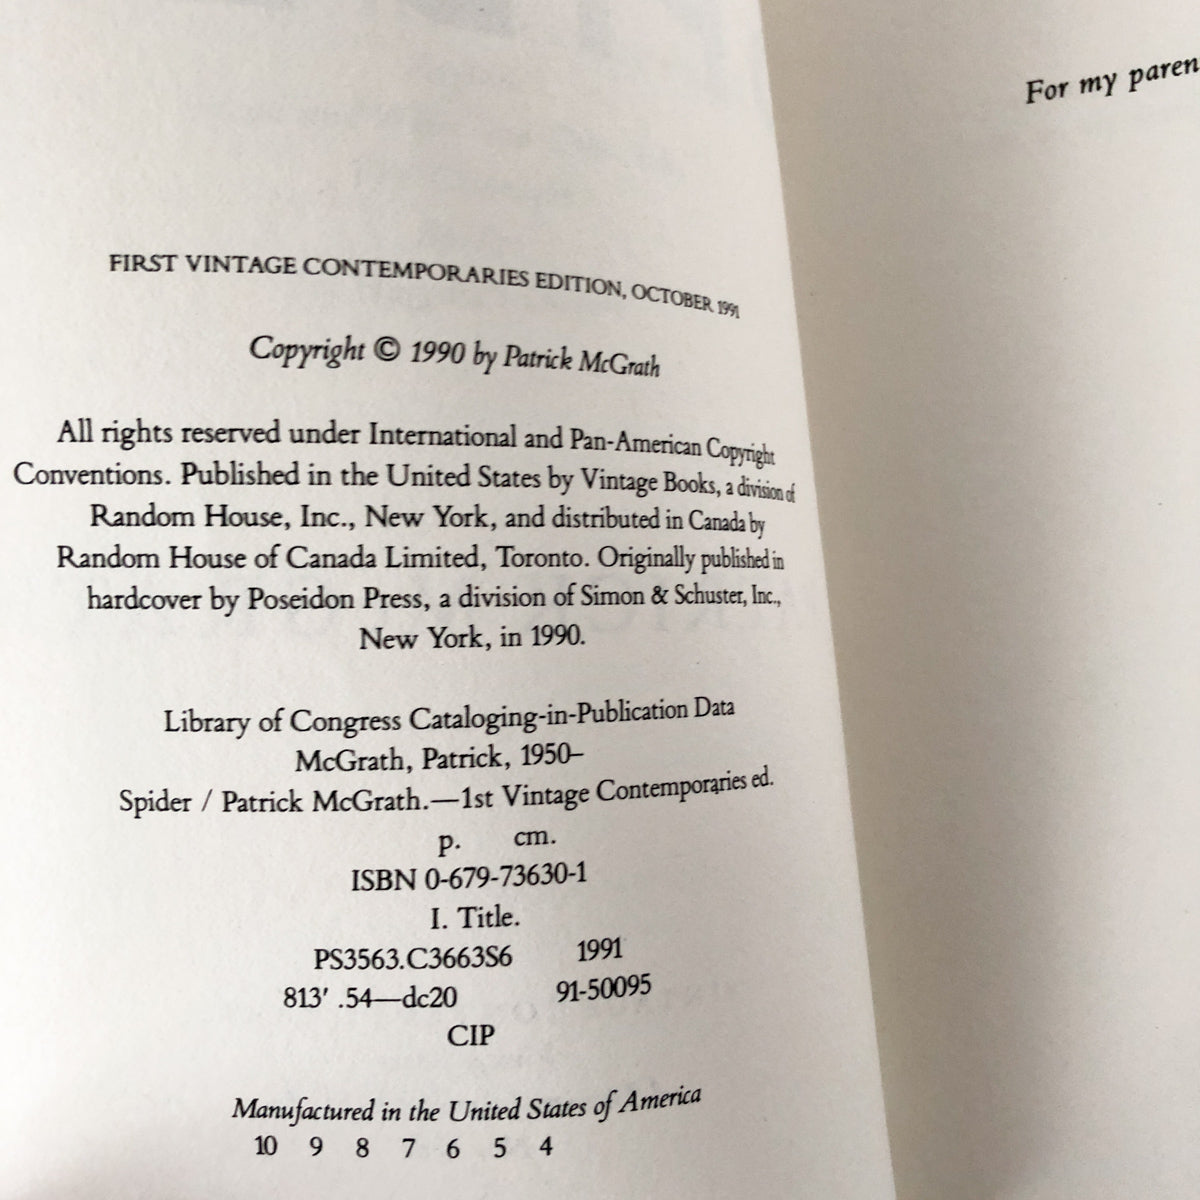 FIRST VINTAGE CONTEMPORARIES EDITION, OCTOBER 1991
Copyright © 1990 by Patrick McGrath
All rights reserved under International and Pan-American Copyright
Conventions. Published in the United States by Vintage Books, a division of
Random House, Inc., New York, and distributed in Canada by
Random House of Canada Limited, Toronto. Originally published in
hardcover by Poseidon Press, a division of Simon & Schuster, Inc.,
New York, in 1990.
Library of Congress Cataloging-in-Publication Data
McGrath, Patrick, 1950–
Spider / Patrick McGrath.—1st Vintage Contemporaries ed.
p. cm.
ISBN 0-679-73630-1
I. Title.
PS3563.C3663S6 1991
813′ .54—dc20 91-50095
CIP
Manufactured in the United States of America
10 9 8 7 6 5 4
For my paren